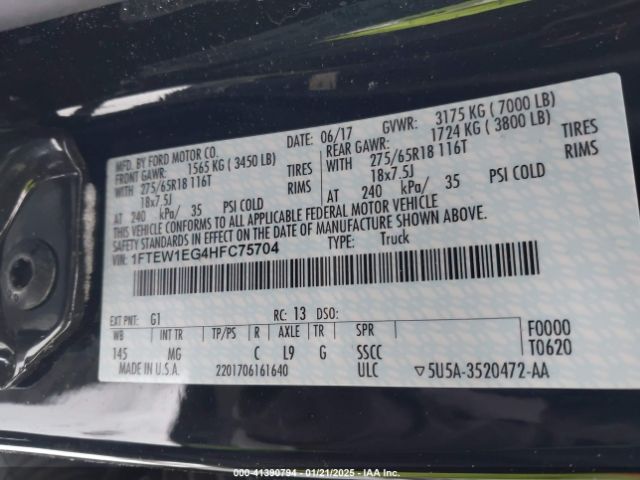 MFD. BY FORD MOTOR CO. 06/17 GVWR: 3175 KG ( 7000 LB)
FRONT GAWR: 1565 KG ( 3450 LB) REAR GAWR: 1724 KG ( 3800 LB)
WITH 275/65R18 116T TIRES WITH 275/65R18 116T TIRES
18x7.5J RIMS 18x7.5J RIMS
AT 240 kPa/ 35 PSI COLD AT 240 kPa/ 35 PSI COLD
THIS VEHICLE CONFORMS TO ALL APPLICABLE FEDERAL MOTOR VEHICLE
SAFETY STANDARDS IN EFFECT ON THE DATE OF MANUFACTURE SHOWN ABOVE.
VIN: 1FTEW1EG4HFC75704 TYPE: Truck
EXT PNT: G1 RC: 13 DSO:
WB INT TR TP/PS R AXLE TR SPR F0000
145 MG C L9 G SSCC T0620
MADE IN U.S.A. 2201706161640 ULC ▽5U5A-3520472-AA
000-41390794 - 01/21/2025 - IAA Inc.